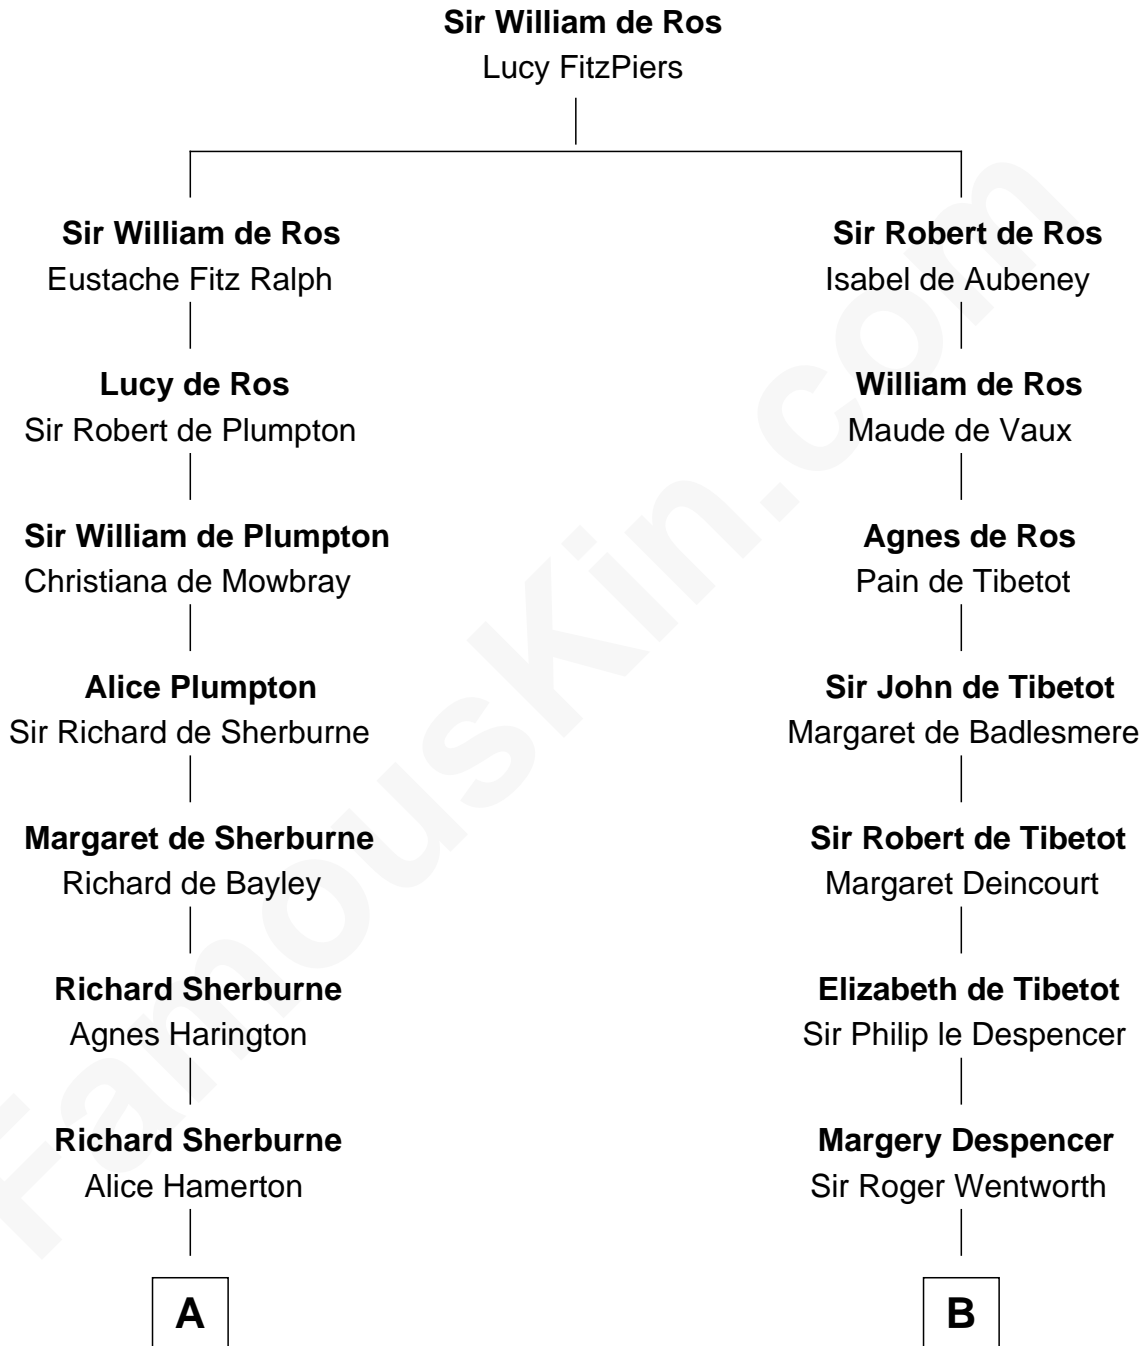 Sir William de Ros
Lucy FitzPiers
Sir William de Ros
Eustache Fitz Ralph
Lucy de Ros
Sir Robert de Plumpton
Sir William de Plumpton
Christiana de Mowbray
Alice Plumpton
Sir Richard de Sherburne
Margaret de Sherburne
Richard de Bayley
Richard Sherburne
Agnes Harington
Richard Sherburne
Alice Hamerton
A
Sir Robert de Ros
Isabel de Aubeney
William de Ros
Maude de Vaux
Agnes de Ros
Pain de Tibetot
Sir John de Tibetot
Margaret de Badlesmere
Sir Robert de Tibetot
Margaret Deincourt
Elizabeth de Tibetot
Sir Philip le Despencer
Margery Despencer
Sir Roger Wentworth
B
FamousKin.com